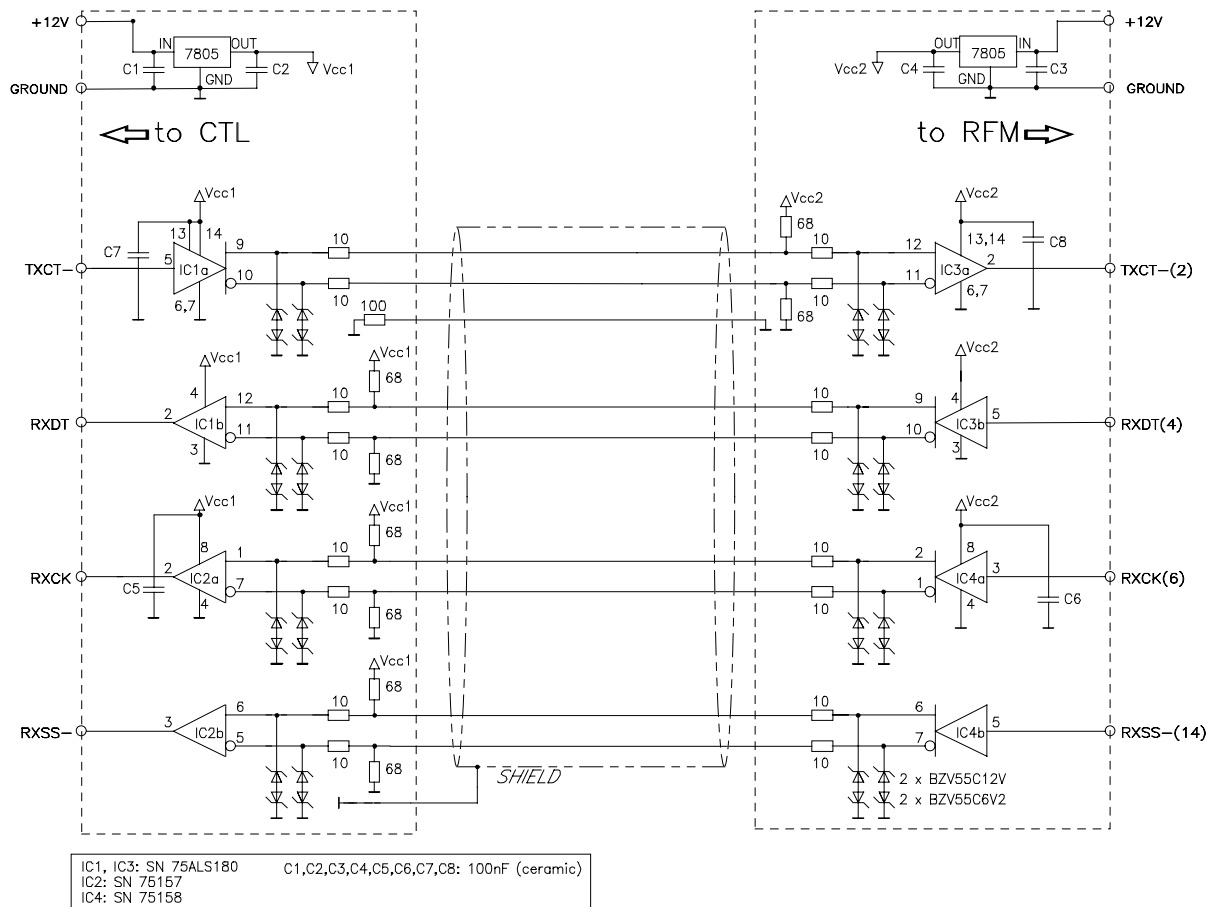 +12V
IN
7805
OUT
C1
C2
GND
Vcc1
GROUND
to CTL
+12V
OUT
7805
IN
Vcc2
C4
C3
GND
GROUND
to RFM
Vcc1
13
14
C7
9
10
TXCT-
5
IC1a
10
6,7
10
100
Vcc2
68
10
68
10
Vcc2
12
13,14
C8
11
IC3a
2
TXCT-(2)
6,7
Vcc1
4
12
RXDT
2
IC1b
11
3
10
10
Vcc1
68
68
10
10
Vcc2
9
4
IC3b
5
RXDT(4)
10
3
Vcc1
8
1
RXCK
2
IC2a
7
C5
4
10
10
Vcc1
68
68
10
10
Vcc2
2
8
IC4a
3
RXCK(6)
1
4
C6
6
RXSS-
3
IC2b
5
10
10
Vcc1
68
68
10
10
6
IC4b
5
RXSS-(14)
7
SHIELD
2 x BZV55C12V
2 x BZV55C6V2
IC1, IC3: SN 75ALS180
C1,C2,C3,C4,C5,C6,C7,C8: 100nF (ceramic)
IC2: SN 75157
IC4: SN 75158